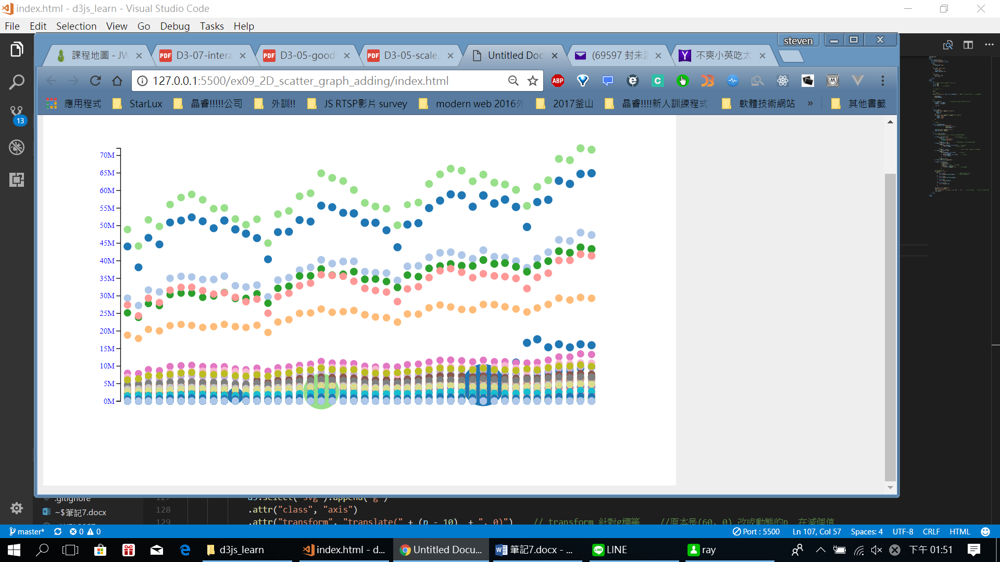 index.html - d3js_learn - Visual Studio Code
File Edit Selection View Go Debug Tasks Help
steven
課程地圖 - JW
D3-07-intera
D3-05-good
D3-05-scale.
Untitled Doc
(69597 封未
不爽小英吃太
127.0.0.1:5500/ex09_2D_scatter_graph_adding/index.html
ABP
應用程式 StarLux 晶睿!!!!!公司 外訓!! JS RTSP影片 survey modern web 2016外 2017釜山 晶睿!!!!新人訓練程式 軟體技術網站 » 其他書籤
13
70M
65M
60M
55M
50M
45M
40M
35M
30M
25M
20M
15M
10M
5M
0M
.gitignore
~$筆記7.docx
127 d3.select("svg").append("g")
128 .attr("class", "axis")
129 .attr("transform", "translate(" + (p - 10) + ", 0)") // transform 針對g標籤 //原本是(60, 0) 改成動態的p 在減個值
master* 0 0 Port : 5500 Ln 107, Col 57 Spaces: 4 UTF-8 CRLF HTML
d3js_learn index.html - d... Untitled Docu... 筆記7.docx - ... LINE ray 下午 01:51